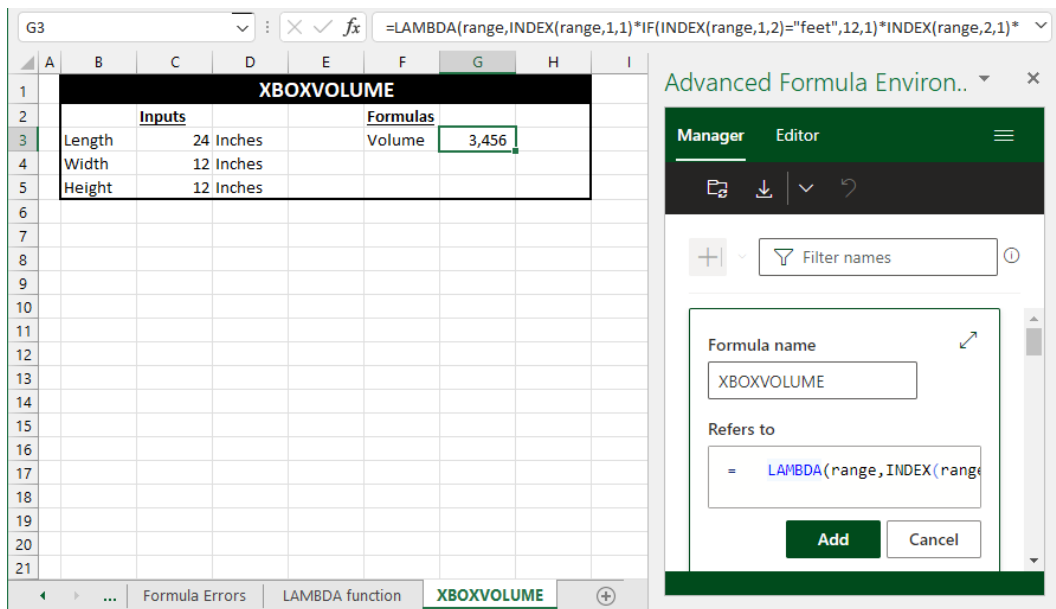 G3
fx
=LAMBDA(range,INDEX(range,1,1)*IF(INDEX(range,1,2)="feet",12,1)*INDEX(range,2,1)*
A B C D E F G H I
1 XBOXVOLUME
2 Inputs Formulas
3 Length 24 Inches Volume 3,456
4 Width 12 Inches
5 Height 12 Inches
6
7
8
9
10
11
12
13
14
15
16
17
18
19
20
21
... Formula Errors LAMBDA function XBOXVOLUME
Advanced Formula Environ..
Manager Editor
Filter names
Formula name
XBOXVOLUME
Refers to
= LAMBDA(range,INDEX(range
Add Cancel